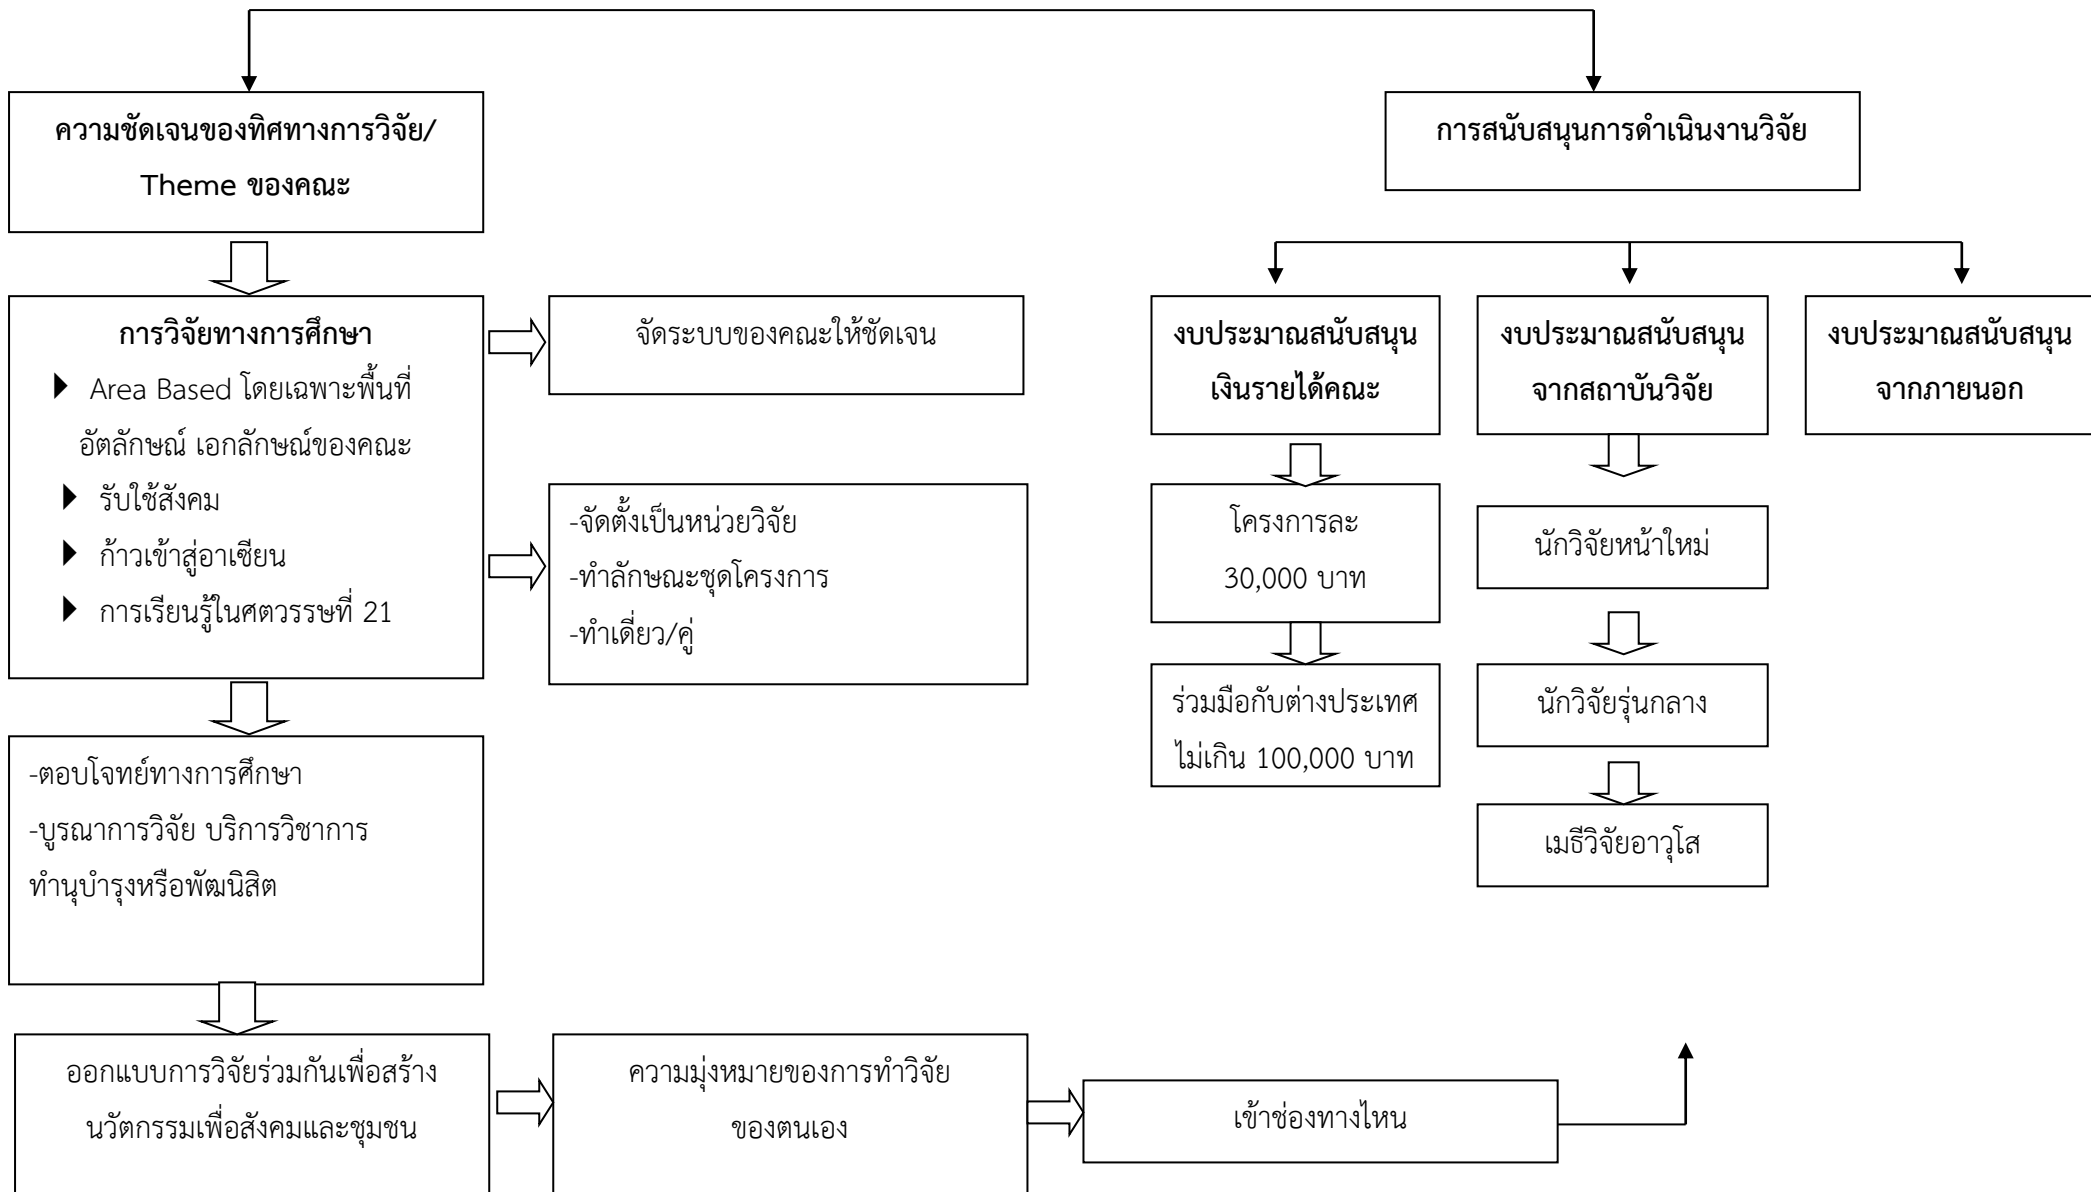 ความชัดเจนของทิศทางการวิจัย/
Theme ของคณะ
การสนับสนุนการดำเนินงานวิจัย
การวิจัยทางการศึกษา
Area Based โดยเฉพาะพื้นที่
อัตลักษณ์ เอกลักษณ์ของคณะ
รับใช้สังคม
ก้าวเข้าสู่อาเซียน
การเรียนรู้ในศตวรรษที่ 21
จัดระบบของคณะให้ชัดเจน
-จัดตั้งเป็นหน่วยวิจัย
-ทำลักษณะชุดโครงการ
-ทำเดี่ยว/คู่
งบประมาณสนับสนุน
เงินรายได้คณะ
งบประมาณสนับสนุน
จากสถาบันวิจัย
งบประมาณสนับสนุน
จากภายนอก
โครงการละ
30,000 บาท
ร่วมมือกับต่างประเทศ
ไม่เกิน 100,000 บาท
นักวิจัยหน้าใหม่
นักวิจัยรุ่นกลาง
เมธีวิจัยอาวุโส
-ตอบโจทย์ทางการศึกษา
-บูรณาการวิจัย บริการวิชาการ
ทำนุบำรุงหรือพัฒนิสิต
ออกแบบการวิจัยร่วมกันเพื่อสร้าง
นวัตกรรมเพื่อสังคมและชุมชน
ความมุ่งหมายของการทำวิจัย
ของตนเอง
เข้าช่องทางไหน